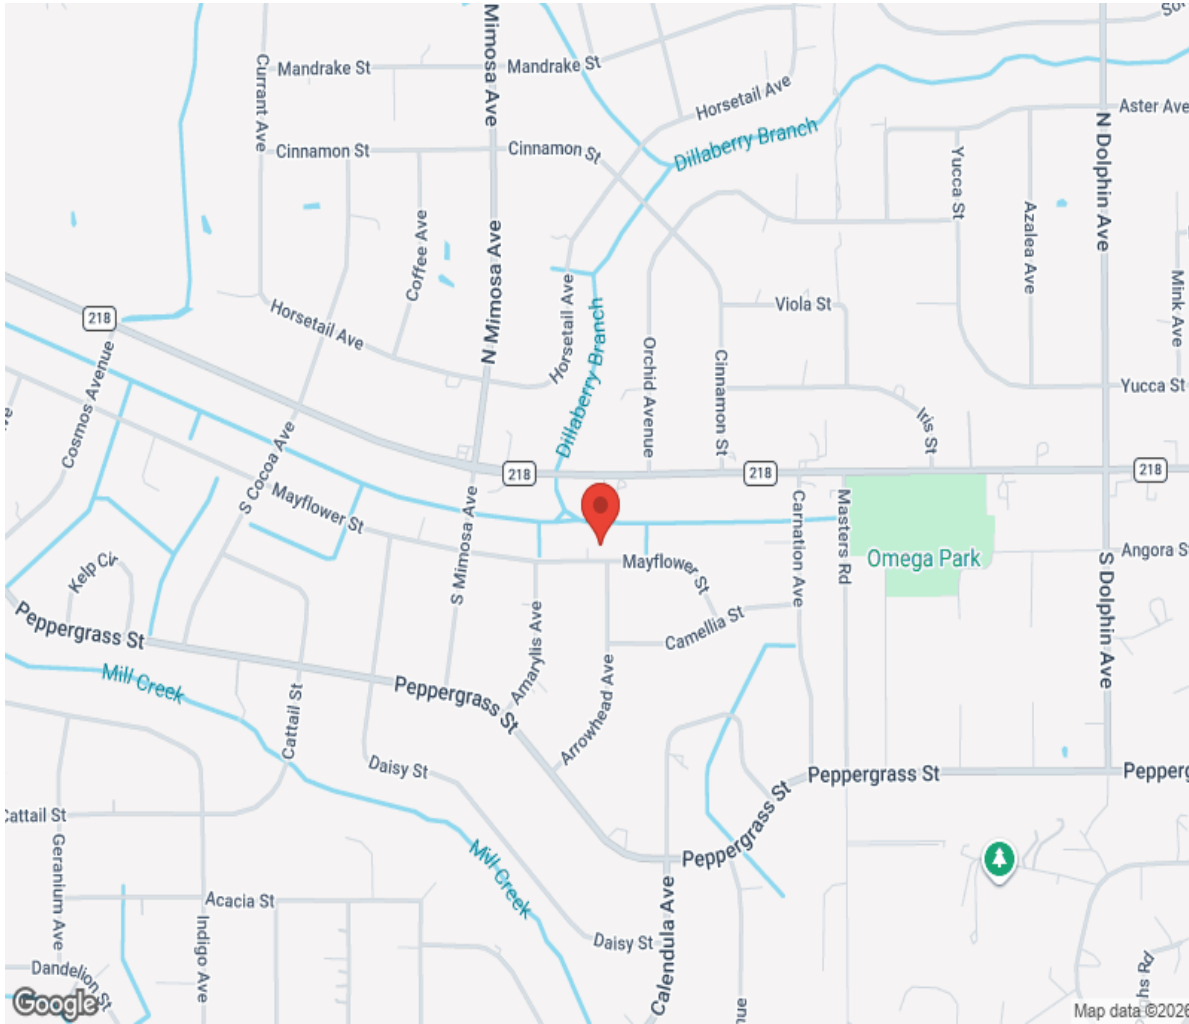 Mandrake St
Mandrake St
Currant Ave
N Mimosa Ave
Horsetail Ave
Aster Ave
Cinnamon St
Cinnamon St
Dillaberry Branch
N Dolphin Ave
Yucca St
Azalea Ave
Coffee Ave
N Mimosa Ave
Mink Ave
Horsetail Ave
Horsetail Ave
Viola St
218
Dillaberry Branch
Orchid Avenue
Cinnamon St
Yucca St
Cosmos Avenue
Iris St
S Cocoa Ave
218
218
218
Mayflower St
S Mimosa Ave
Carnation Ave
Masters Rd
Omega Park
Angora St
S Dolphin Ave
Kelp Cir
Mayflower St
Peppergrass St
Amarylis Ave
Camellia St
Arrowhead Ave
Mill Creek
Peppergrass St
Cattail St
Daisy St
Peppergrass St
Pepperg
Cattail St
Peppergrass St
Geranium Ave
Mill Creek
Acacia St
Indigo Ave
Calendula Ave
Daisy St
Dandelion St
Google
Map data ©2026